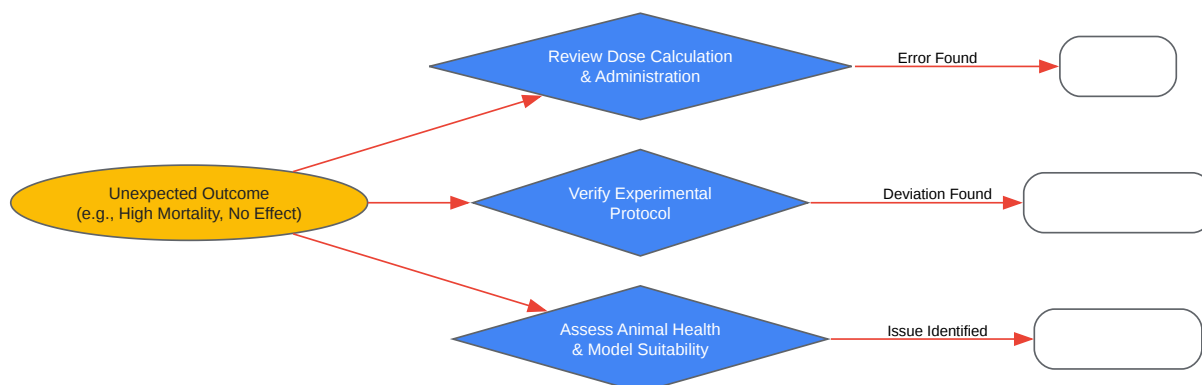 Review Dose Calculation
& Administration
Error Found
Unexpected Outcome
(e.g., High Mortality, No Effect)
Verify Experimental
Protocol
Deviation Found
Assess Animal Health
& Model Suitability
Issue Identified